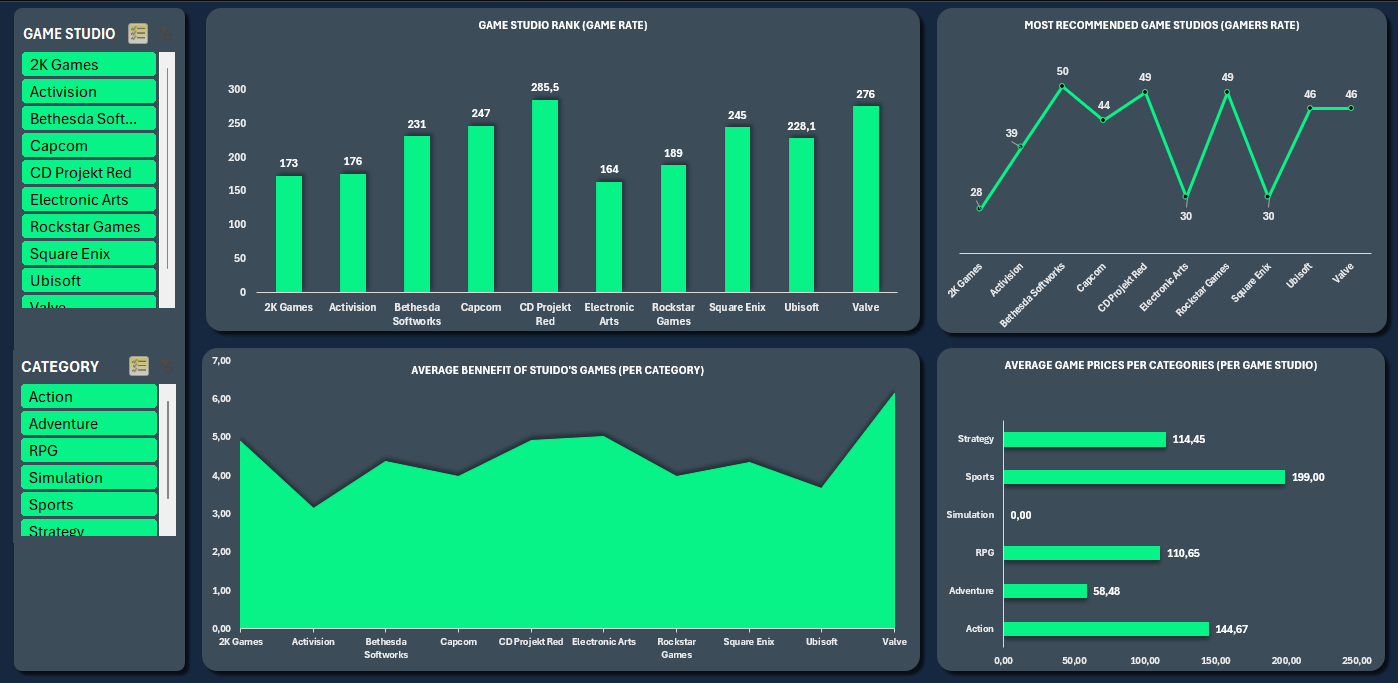 GAME STUDIO
2K Games
Activision
Bethesda Soft...
Capcom
CD Projekt Red
Electronic Arts
Rockstar Games
Square Enix
Ubisoft
Valve
CATEGORY
Action
Adventure
RPG
Simulation
Sports
Strategy
GAME STUDIO RANK (GAME RATE)
300
250
200
150
100
50
0
173
176
231
247
285,5
164
189
245
228,1
276
2K Games
Activision
Bethesda
Softworks
Capcom
CD Projekt
Red
Electronic
Arts
Rockstar
Games
Square Enix
Ubisoft
Valve
MOST RECOMMENDED GAME STUDIOS (GAMERS RATE)
28
39
50
44
49
30
49
30
46
46
2K Games
Activision
Bethesda Softworks
Capcom
CD Projekt Red
Electronic Arts
Rockstar Games
Square Enix
Ubisoft
Valve
AVERAGE BENNEFIT OF STUIDO'S GAMES (PER CATEGORY)
7,00
6,00
5,00
4,00
3,00
2,00
1,00
0,00
2K Games
Activision
Bethesda
Softworks
Capcom
CD Projekt Red
Electronic Arts
Rockstar
Games
Square Enix
Ubisoft
Valve
AVERAGE GAME PRICES PER CATEGORIES (PER GAME STUDIO)
Strategy
114,45
Sports
199,00
Simulation
0,00
RPG
110,65
Adventure
58,48
Action
144,67
0,00
50,00
100,00
150,00
200,00
250,00